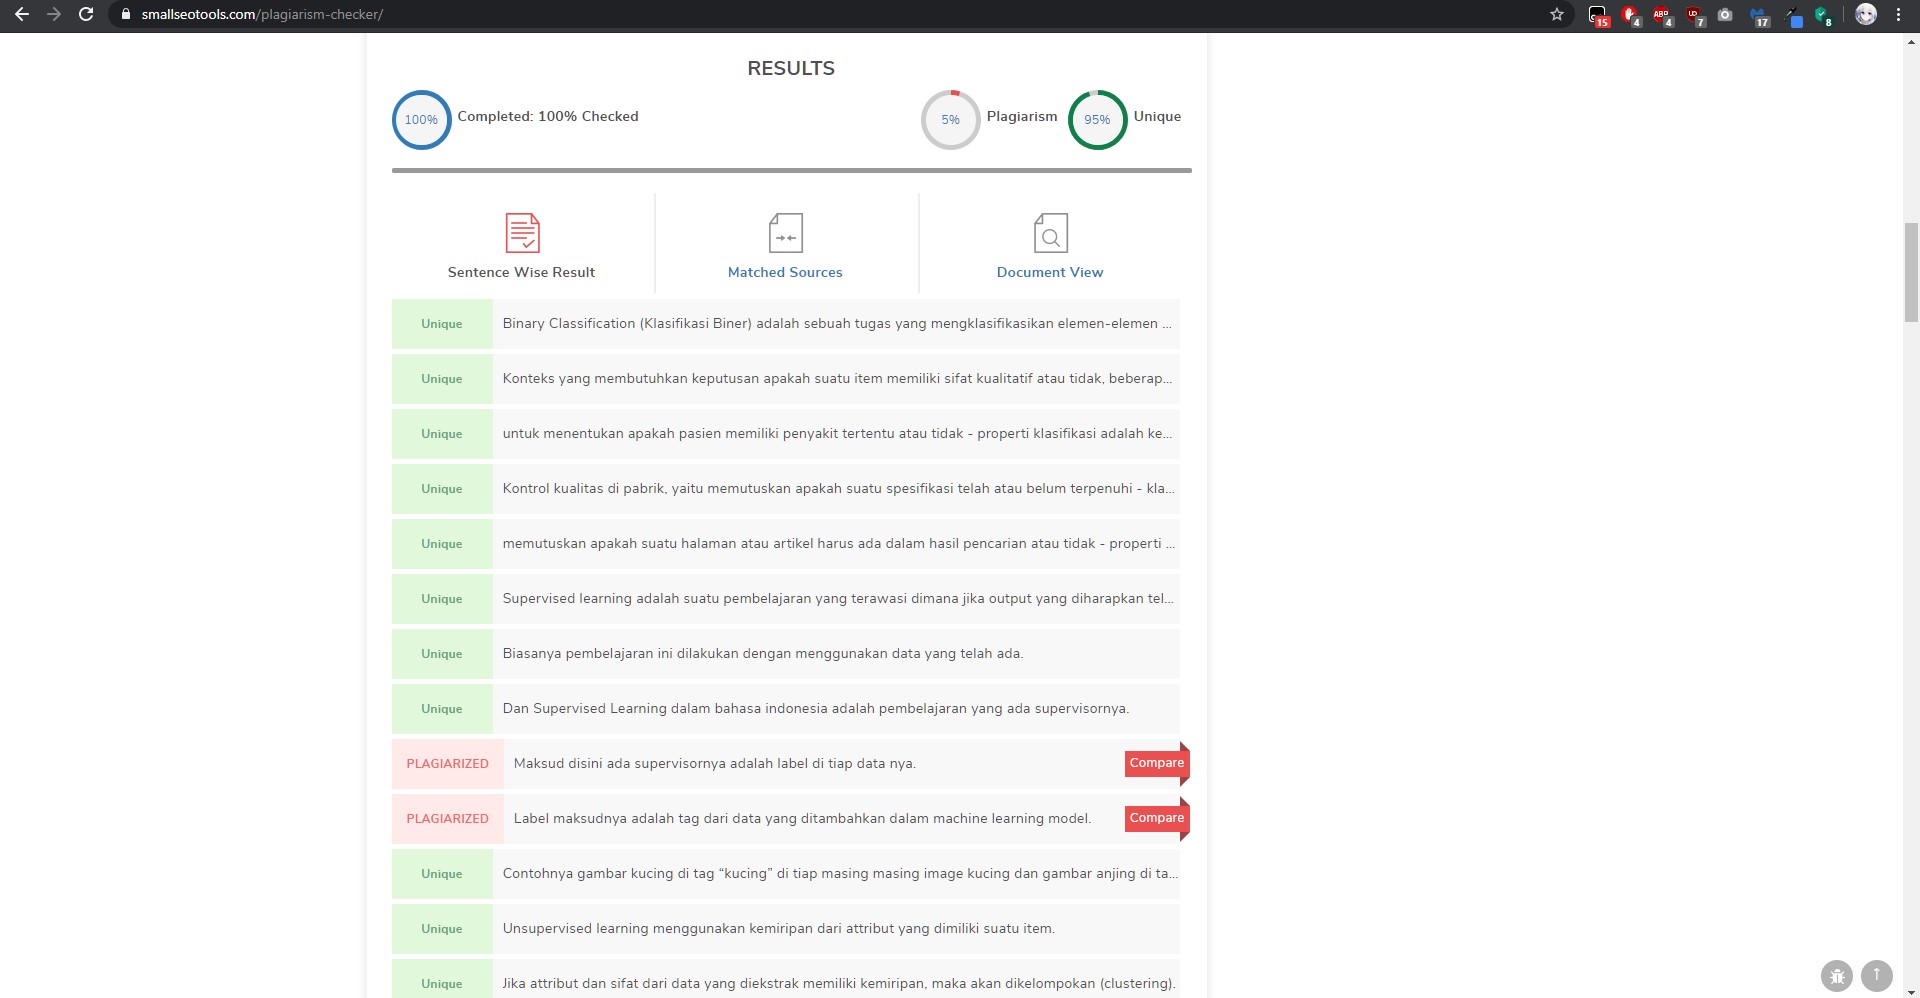 smallseotools.com/plagiarism-checker/
15
4
ABP
4
UD
7
17
8
RESULTS
100%
Completed: 100% Checked
5%
Plagiarism
95%
Unique
Sentence Wise Result
Matched Sources
Document View
Unique
Binary Classification (Klasifikasi Biner) adalah sebuah tugas yang mengklasifikasikan elemen-elemen ...
Unique
Konteks yang membutuhkan keputusan apakah suatu item memiliki sifat kualitatif atau tidak, beberap...
Unique
untuk menentukan apakah pasien memiliki penyakit tertentu atau tidak - properti klasifikasi adalah ke...
Unique
Kontrol kualitas di pabrik, yaitu memutuskan apakah suatu spesifikasi telah atau belum terpenuhi - kla...
Unique
memutuskan apakah suatu halaman atau artikel harus ada dalam hasil pencarian atau tidak - properti ...
Unique
Supervised learning adalah suatu pembelajaran yang terawasi dimana jika output yang diharapkan tel...
Unique
Biasanya pembelajaran ini dilakukan dengan menggunakan data yang telah ada.
Unique
Dan Supervised Learning dalam bahasa indonesia adalah pembelajaran yang ada supervisornya.
PLAGIARIZED
Maksud disini ada supervisornya adalah label di tiap data nya.
Compare
PLAGIARIZED
Label maksudnya adalah tag dari data yang ditambahkan dalam machine learning model.
Compare
Unique
Contohnya gambar kucing di tag “kucing” di tiap masing masing image kucing dan gambar anjing di ta...
Unique
Unsupervised learning menggunakan kemiripan dari attribut yang dimiliki suatu item.
Unique
Jika attribut dan sifat dari data yang diekstrak memiliki kemiripan, maka akan dikelompokan (clustering).